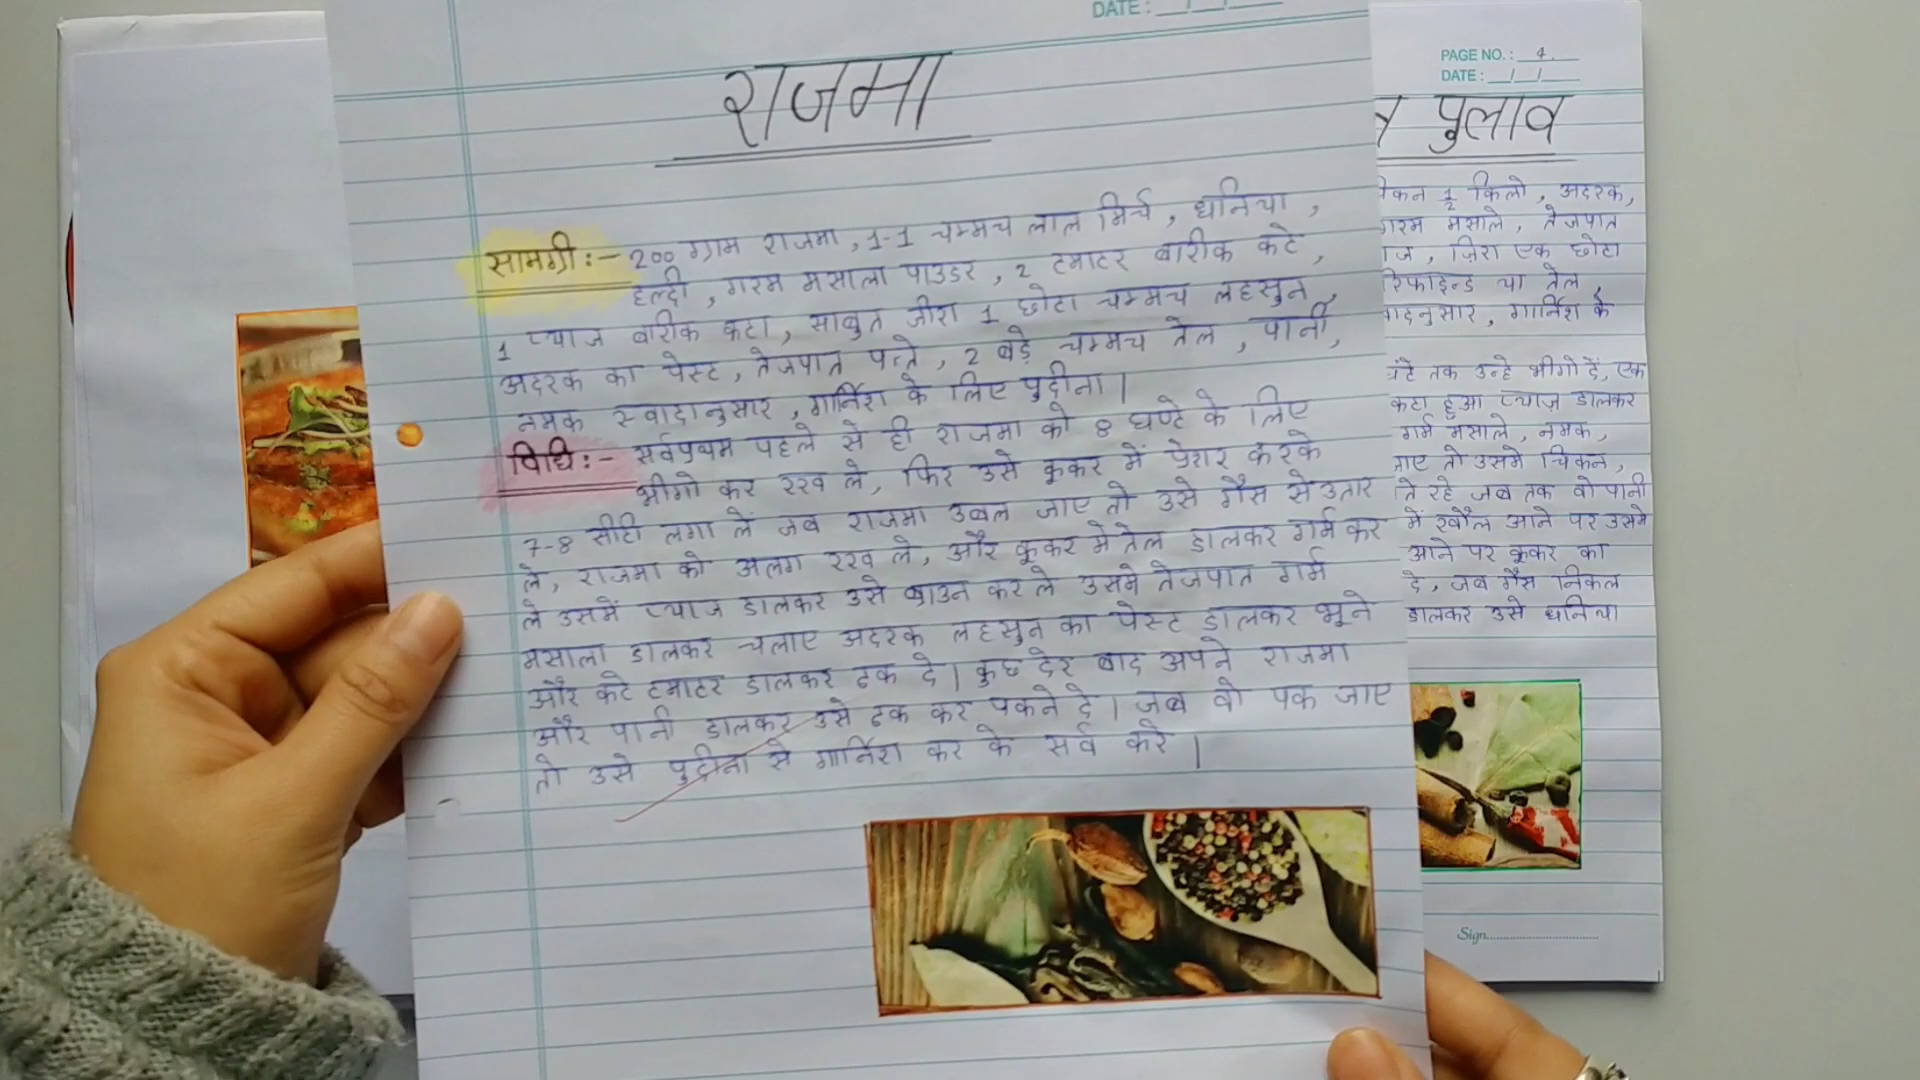 DATE : __/__/__
राजमा
सामग्री :- 200 ग्राम राजमा, 1-1 चम्मच लाल मिर्च, धनिया,
हल्दी, गरम मसाला पाउडर, 2 टमाटर बारीक कटे,
1 प्याज बारीक कटा, साबुत जीरा 1 छोटा चम्मच लहसुन,
अदरक का पेस्ट, तेजपात पत्ते, 2 बड़े चम्मच तेल, पानी,
नमक स्वादानुसार, गार्निश के लिए पुदीना।
विधि :- सर्वप्रथम पहले से ही राजमा को 8 घण्टे के लिए
भीगो कर रख ले, फिर उसे कूकर में प्रेशर करके
7-8 सीटी लगा लें जब राजमा उबल जाए तो उसे गैस से उतार
ले, राजमा को अलग रख ले, और कूकर मे तेल डालकर गर्म कर
ले उसमें प्याज डालकर उसे ब्राउन कर ले उसमे तेजपात गर्म
मसाला डालकर चलाए अदरक लहसुन का पेस्ट डालकर भूने
और कटे टमाटर डालकर ढक दे। कुछ देर बाद अपने राजमा
और पानी डालकर उसे ढक कर पकने दे। जब वो पक जाए
तो उसे पुदीना से गार्निश कर के सर्व करे।
PAGE NO. : 4.
DATE : __/__/__
पुलाव
किलो, अदरक,
गरम मसाले, तेजपात
, ज़िरा एक छोटा
या तेल,
, गार्निश के
तक उन्हे भीगो दें, एक
कटा हुआ प्याज़ डालकर
गर्म मसाले, नमक,
तो उसमे चिकन,
रहे जब तक वो पानी
में खौल आने पर उसमे
आने पर कूकर का
दे, जब गैस निकल
डालकर उसे धनिया
Sign